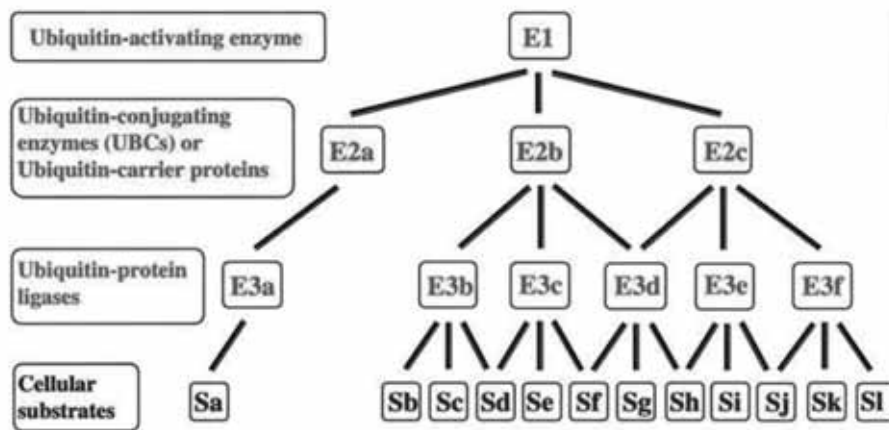 Ubiquitin-activating enzyme
E1
Ubiquitin-conjugating
enzymes (UBCs) or
Ubiquitin-carrier proteins
E2a E2b E2c
Ubiquitin-protein
ligases
E3a E3b E3c E3d E3e E3f
Cellular
substrates
Sa Sb Sc Sd Se Sf Sg Sh Si Sj Sk Sl